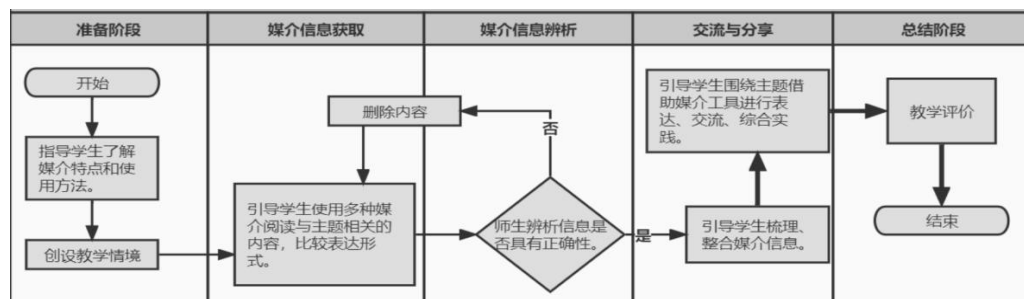 准备阶段
媒介信息获取
媒介信息辨析
交流与分享
总结阶段
开始
指导学生了解
媒介特点和使
用方法。
创设教学情境
删除内容
引导学生使用多种媒
介阅读与主题相关的
内容，比较表达形
式。
否
师生辨析信息是
否具有正确性。
是
引导学生围绕主题借
助媒介工具进行表
达、交流、综合实
践。
引导学生梳理、
整合媒介信息。
教学评价
结束